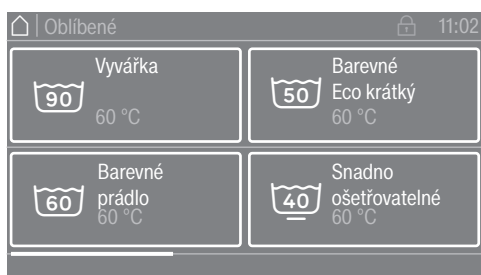 Oblíbené
11:02
Vyvářka
90
60 °C
Barevné
Eco krátký
50
60 °C
Barevné
prádlo
60
60 °C
Snadno
ošetřovatelné
40
60 °C